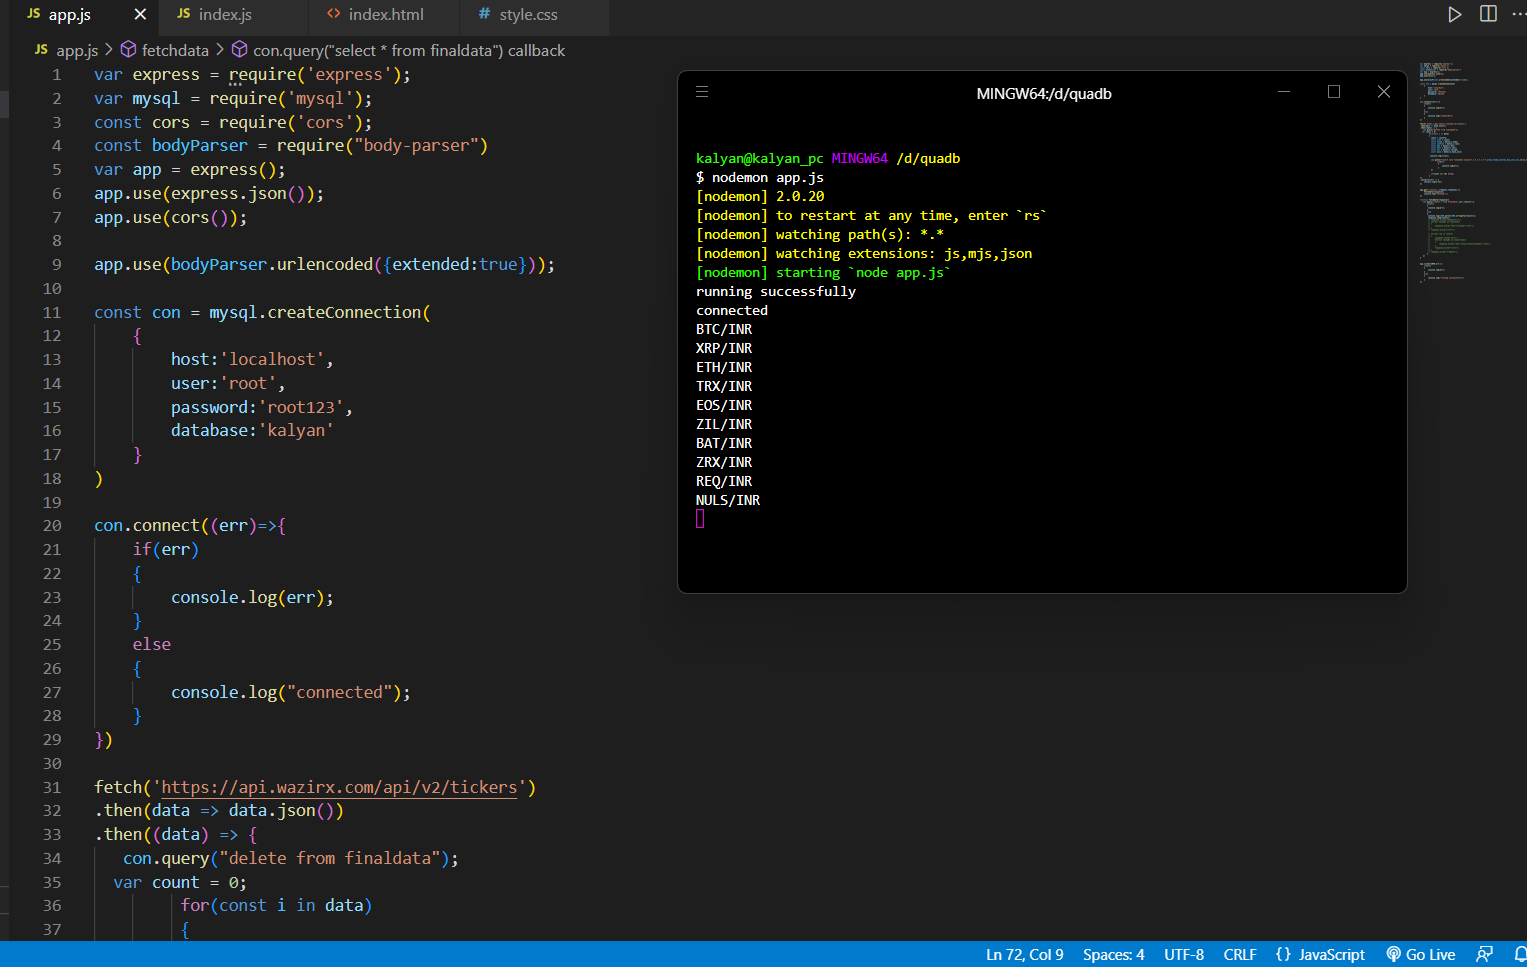 JS app.js
JS index.js
<> index.html
# style.css
JS app.js > fetchdata > con.query("select * from finaldata") callback
1 var express = require('express');
2 var mysql = require('mysql');
3 const cors = require('cors');
4 const bodyParser = require("body-parser")
5 var app = express();
6 app.use(express.json());
7 app.use(cors());
8
9 app.use(bodyParser.urlencoded({extended:true}));
10
11 const con = mysql.createConnection(
12 {
13 host:'localhost',
14 user:'root',
15 password:'root123',
16 database:'kalyan'
17 }
18 )
19
20 con.connect((err)=>{
21 if(err)
22 {
23 console.log(err);
24 }
25 else
26 {
27 console.log("connected");
28 }
29 })
30
31 fetch('https://api.wazirx.com/api/v2/tickers')
32 .then(data => data.json())
33 .then((data) => {
34 con.query("delete from finaldata");
35 var count = 0;
36 for(const i in data)
37 {
MINGW64:/d/quadb
kalyan@kalyan_pc MINGW64 /d/quadb
$ nodemon app.js
[nodemon] 2.0.20
[nodemon] to restart at any time, enter `rs`
[nodemon] watching path(s): *.*
[nodemon] watching extensions: js,mjs,json
[nodemon] starting `node app.js`
running successfully
connected
BTC/INR
XRP/INR
ETH/INR
TRX/INR
EOS/INR
ZIL/INR
BAT/INR
ZRX/INR
REQ/INR
NULS/INR
Ln 72, Col 9 Spaces: 4 UTF-8 CRLF {} JavaScript Go Live